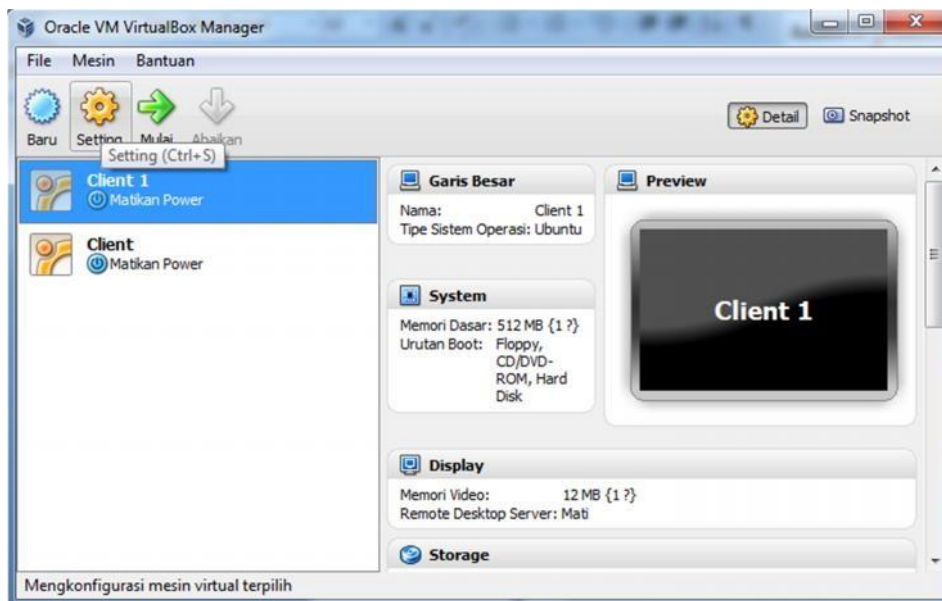 Oracle VM VirtualBox Manager
File Mesin Bantuan
Baru Setting Mulai Abaikan
Detail Snapshot
Setting (Ctrl+S)
Client 1
Matikan Power
Client
Matikan Power
Garis Besar
Nama: Client 1
Tipe Sistem Operasi: Ubuntu
System
Memori Dasar: 512 MB {1 ?}
Urutan Boot: Floppy,
CD/DVD-
ROM, Hard
Disk
Preview
Client 1
Display
Memori Video: 12 MB {1 ?}
Remote Desktop Server: Mati
Storage
Mengkonfigurasi mesin virtual terpilih